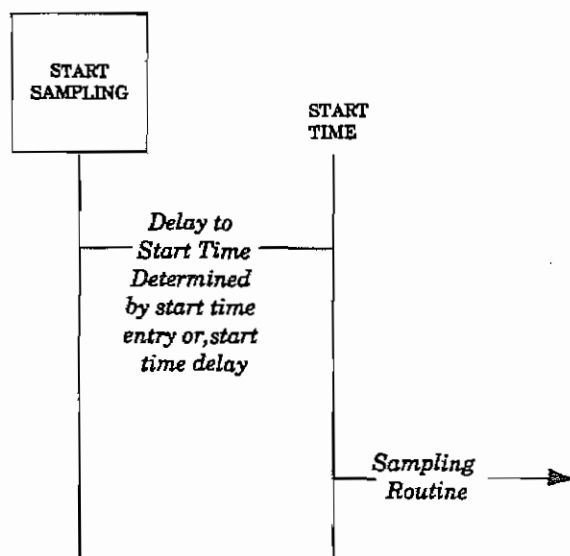 START
SAMPLING
START
TIME
Delay to
Start Time
Determined
by start time
entry or,start
time delay
Sampling
Routine